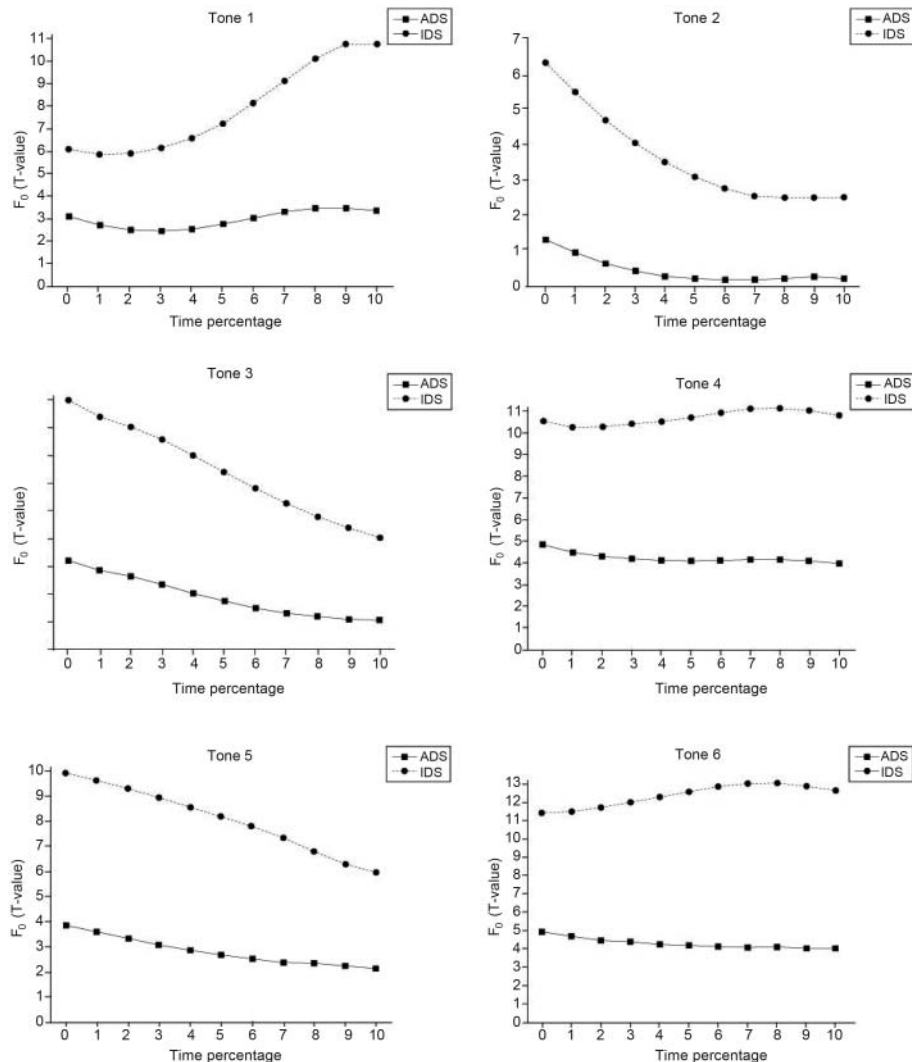 Tone 1
ADS
IDS
11
10
9
8
7
6
5
4
3
2
1
0
F₀ (T-value)
0 1 2 3 4 5 6 7 8 9 10
Time percentage
Tone 2
ADS
IDS
7
6
5
4
3
2
1
0
F₀ (T-value)
0 1 2 3 4 5 6 7 8 9 10
Time percentage
Tone 3
ADS
IDS
F₀ (T-value)
0 1 2 3 4 5 6 7 8 9 10
Time percentage
Tone 4
ADS
IDS
11
10
9
8
7
6
5
4
3
2
1
0
F₀ (T-value)
0 1 2 3 4 5 6 7 8 9 10
Time percentage
Tone 5
ADS
IDS
10
9
8
7
6
5
4
3
2
1
0
F₀ (T-value)
0 1 2 3 4 5 6 7 8 9 10
Time percentage
Tone 6
ADS
IDS
13
12
11
10
9
8
7
6
5
4
3
2
1
0
F₀ (T-value)
0 1 2 3 4 5 6 7 8 9 10
Time percentage